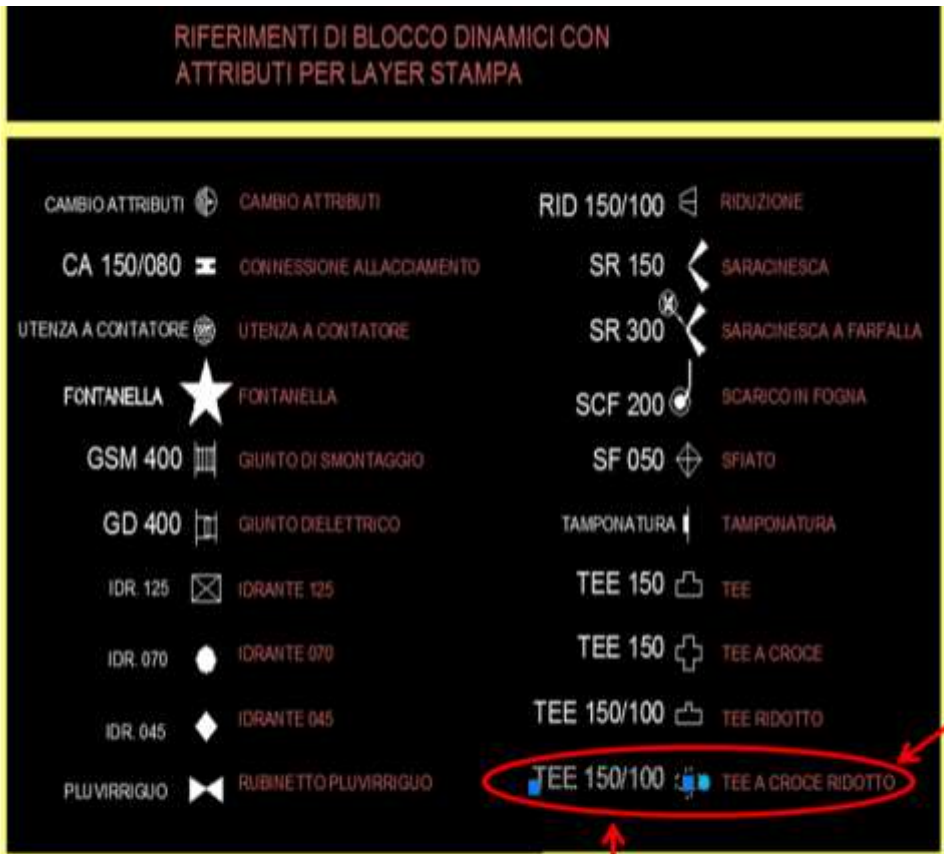 RIFERIMENTI DI BLOCCO DINAMICI CON
ATTRIBUTI PER LAYER STAMPA
CAMBIO ATTRIBUTI CAMBIO ATTRIBUTI
CA 150/080 CONNESSIONE ALLACCIAMENTO
UTENZA A CONTATORE UTENZA A CONTATORE
FONTANELLA FONTANELLA
GSM 400 GIUNTO DI SMONTAGGIO
GD 400 GIUNTO DIELETTRICO
IDR. 125 IDRANTE 125
IDR. 070 IDRANTE 070
IDR. 045 IDRANTE 045
PLUVIRRIGUO RUBINETTO PLUVIRRIGUO
RID 150/100 RIDUZIONE
SR 150 SARACINESCA
SR 300 SARACINESCA A FARFALLA
SCF 200 SCARICO IN FOGNA
SF 050 SFIATO
TAMPONATURA TAMPONATURA
TEE 150 TEE
TEE 150 TEE A CROCE
TEE 150/100 TEE RIDOTTO
TEE 150/100 TEE A CROCE RIDOTTO